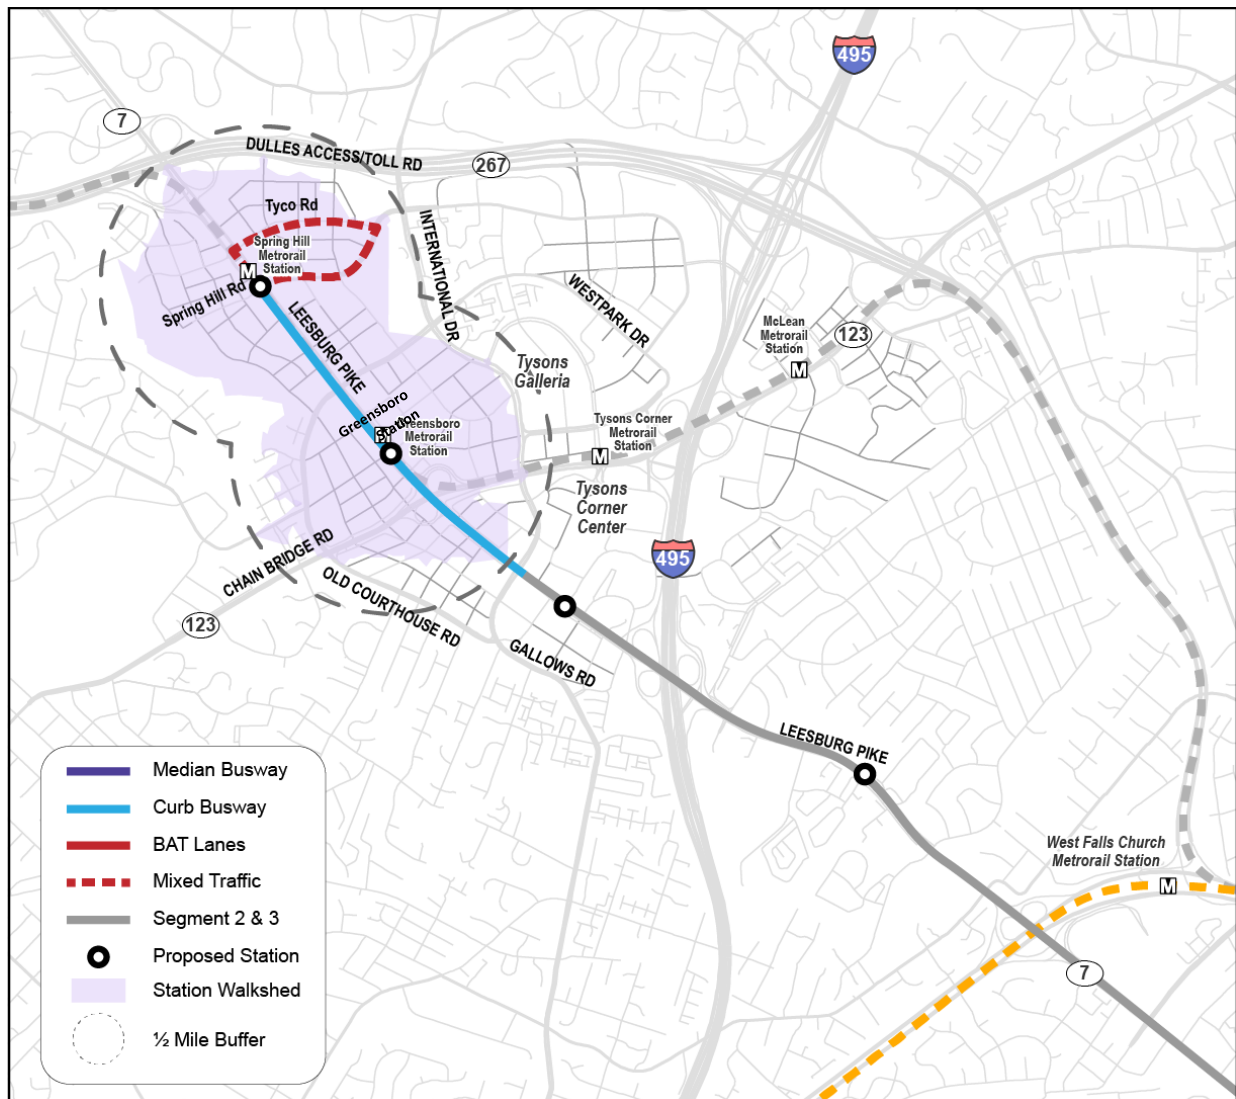 495
7
DULLES ACCESS/TOLL RD
267
Tyco Rd
INTERNATIONAL DR
Spring Hill
Metrorail
Station
M
Spring Hill Rd
LEESBURG PIKE
WESTPARK DR
McLean
Metrorail
Station
123
M
Tysons
Galleria
Greensboro
Station
Greensboro
Metrorail
Station
Tysons Corner
Metrorail
Station
M
Tysons
Corner
Center
495
CHAIN BRIDGE RD
OLD COURTHOUSE RD
123
GALLOWS RD
LEESBURG PIKE
West Falls Church
Metrorail Station
M
7
Median Busway
Curb Busway
BAT Lanes
Mixed Traffic
Segment 2 & 3
Proposed Station
Station Walkshed
½ Mile Buffer